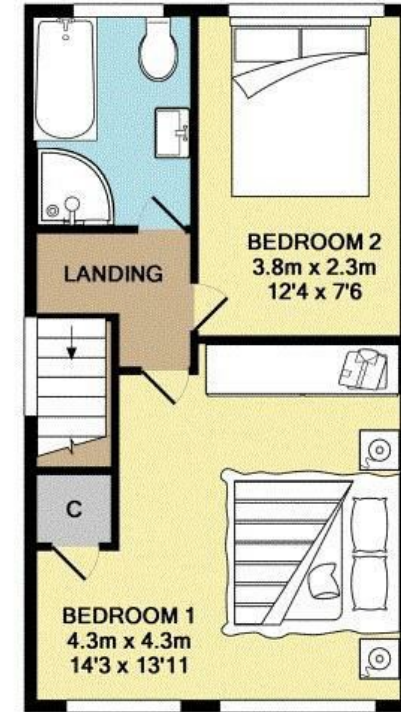 BEDROOM 2
3.8m x 2.3m
12'4 x 7'6
LANDING
C
BEDROOM 1
4.3m x 4.3m
14'3 x 13'11